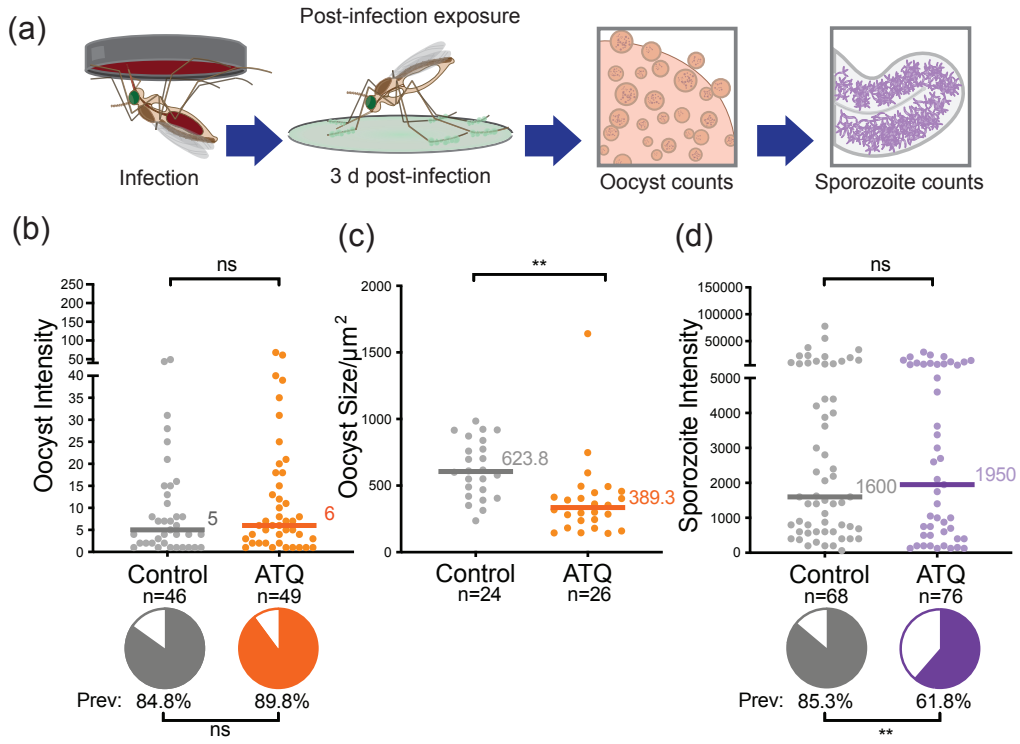 (a)
Post-infection exposure
Infection
3 d post-infection
Oocyst counts
Sporozoite counts
(b)
Oocyst Intensity
ns
250
200
150
100
50
40
35
30
25
20
15
10
5
0
5
6
Control
ATQ
n=46
n=49
Prev:
84.8%
89.8%
ns
(c)
Oocyst Size/µm²
**
2000
1500
1000
500
0
623.8
389.3
Control
ATQ
n=24
n=26
(d)
Sporozoite Intensity
ns
150000
100000
50000
5000
4000
3000
2000
1000
0
1600
1950
Control
ATQ
n=68
n=76
85.3%
61.8%
**